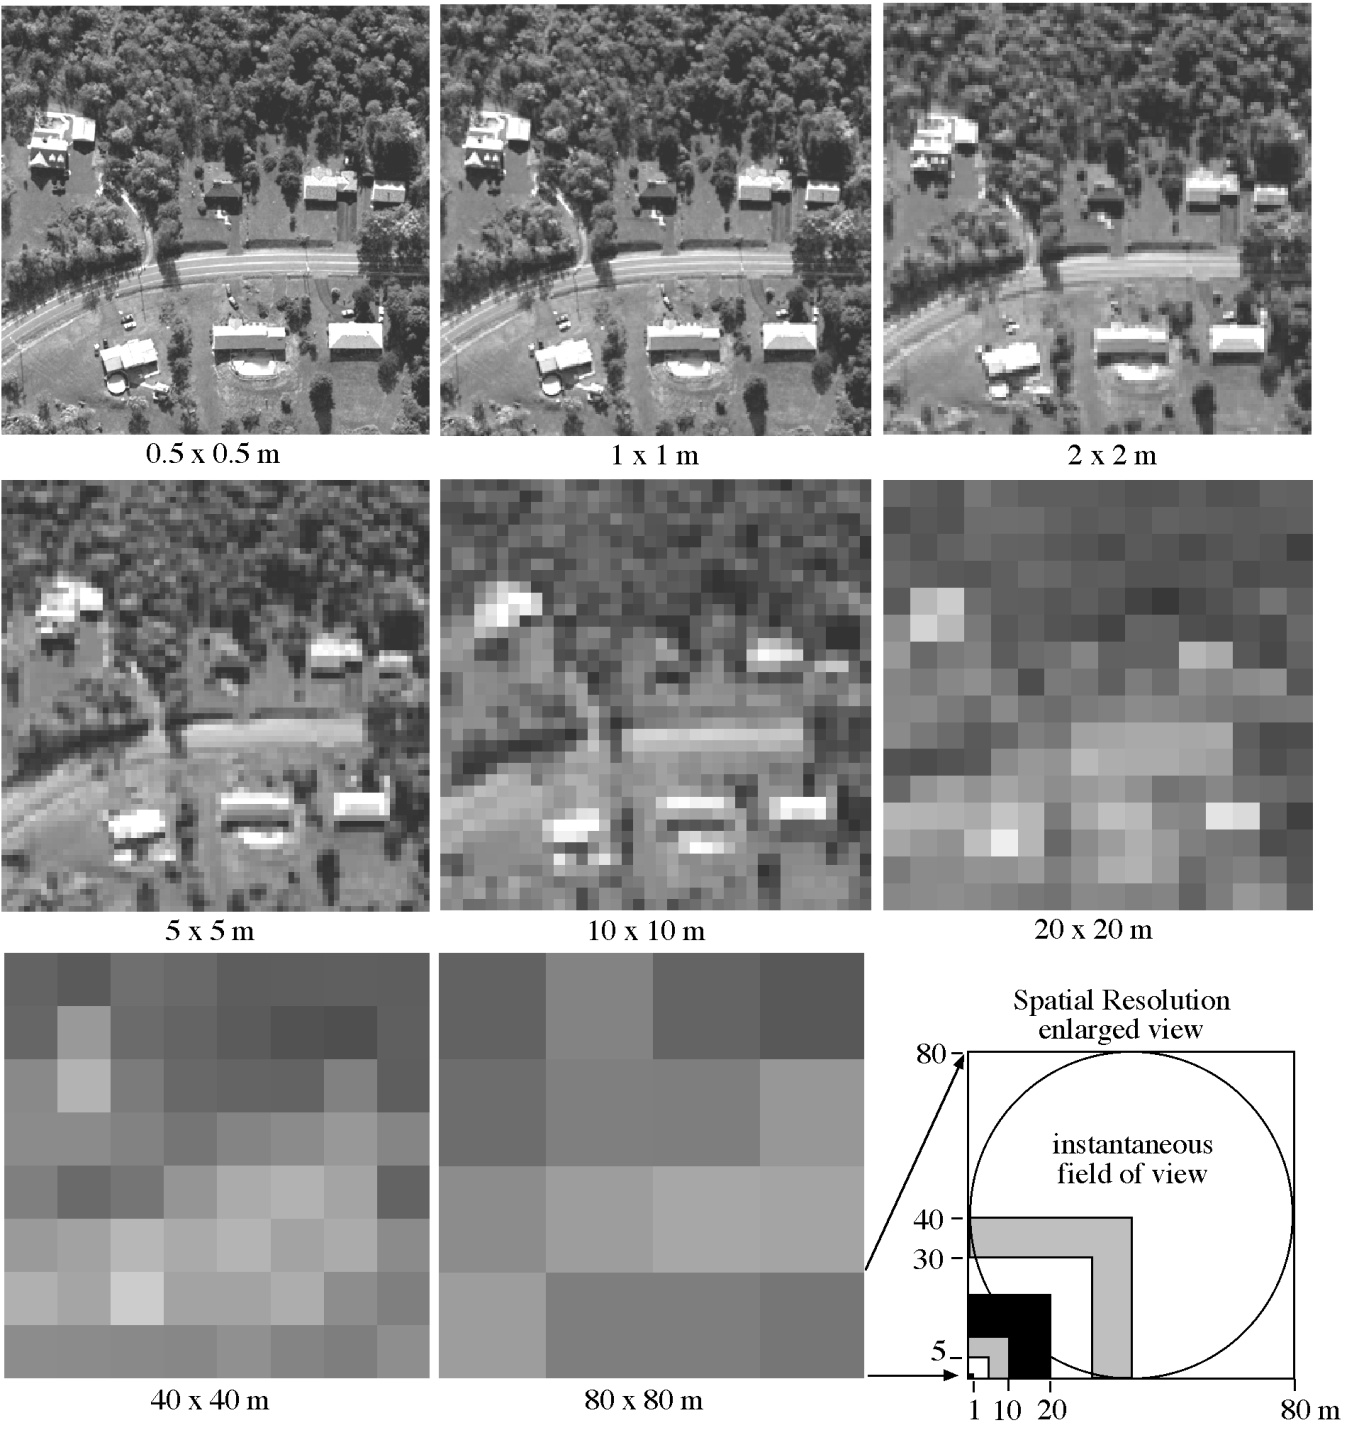 0.5 x 0.5 m
1 x 1 m
2 x 2 m
5 x 5 m
10 x 10 m
20 x 20 m
40 x 40 m
80 x 80 m
Spatial Resolution
enlarged view
80
instantaneous
field of view
40
30
5
1 10 20 80 m